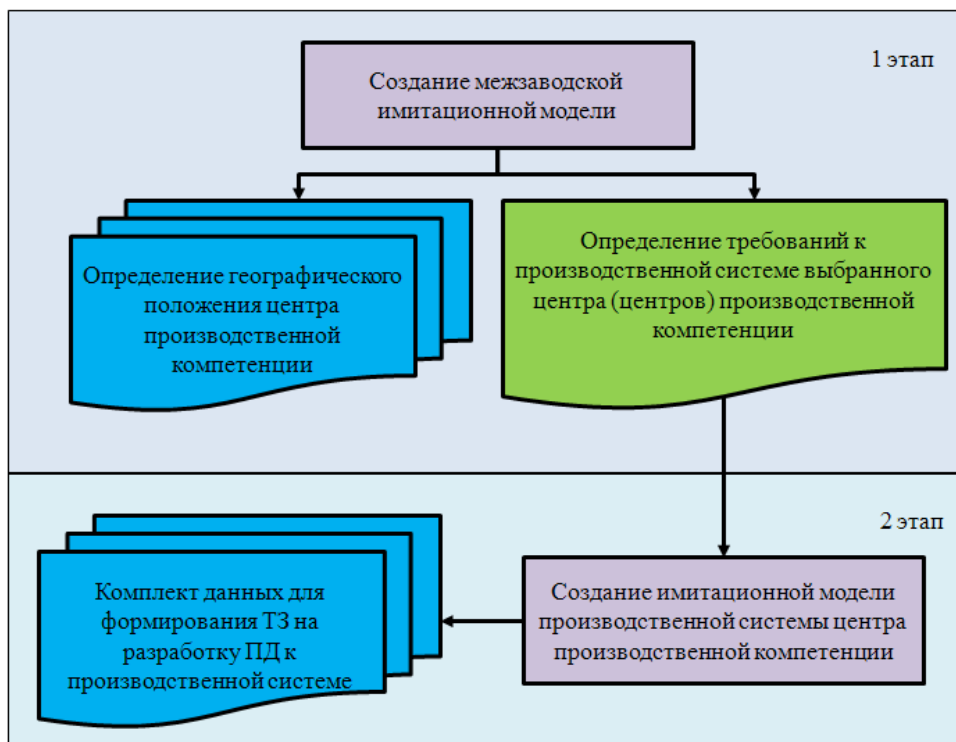 1 этап
Создание межзаводской
имитационной модели
Определение географического
положения центра
производственной
компетенции
Определение требований к
производственной системе выбранного
центра (центров) производственной
компетенции
2 этап
Комплект данных для
формирования ТЗ на
разработку ПД к
производственной системе
Создание имитационной модели
производственной системы центра
производственной компетенции